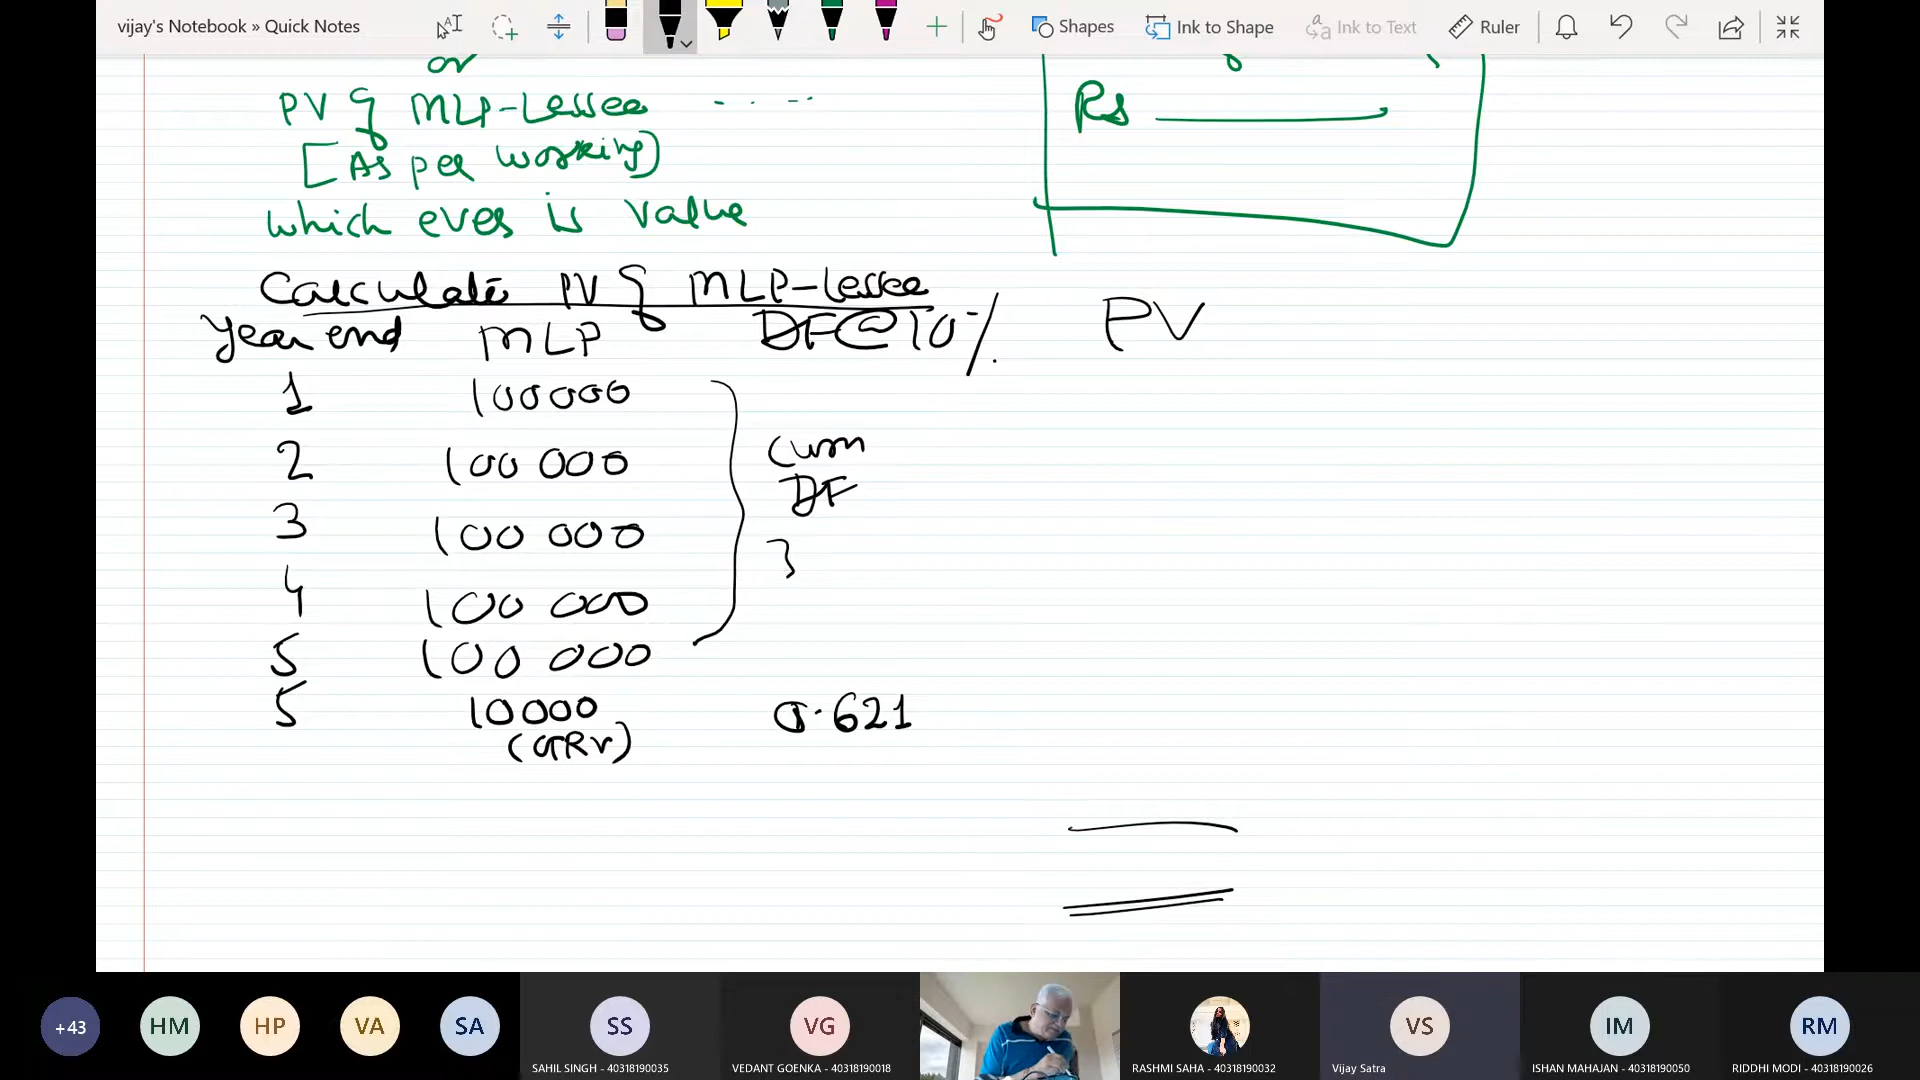 vijay's Notebook » Quick Notes
Shapes
Ink to Shape
Ink to Text
Ruler
or
PV of MLP-Lessee .....
[As per working)
which ever is value
Rs
Calculate PV of MLP-Lessee
Year end MLP DF@10% PV
1 100000
2 100 000
3 100 000
4 100 000
5 100 000
Cum
DF
3
5 10000 0.621
(GRV)
+43
HM
HP
VA
SA
SS
SAHIL SINGH - 40318190035
VG
VEDANT GOENKA - 40318190018
RASHMI SAHA - 40318190032
VS
Vijay Satra
IM
ISHAN MAHAJAN - 40318190050
RM
RIDDHI MODI - 40318190026